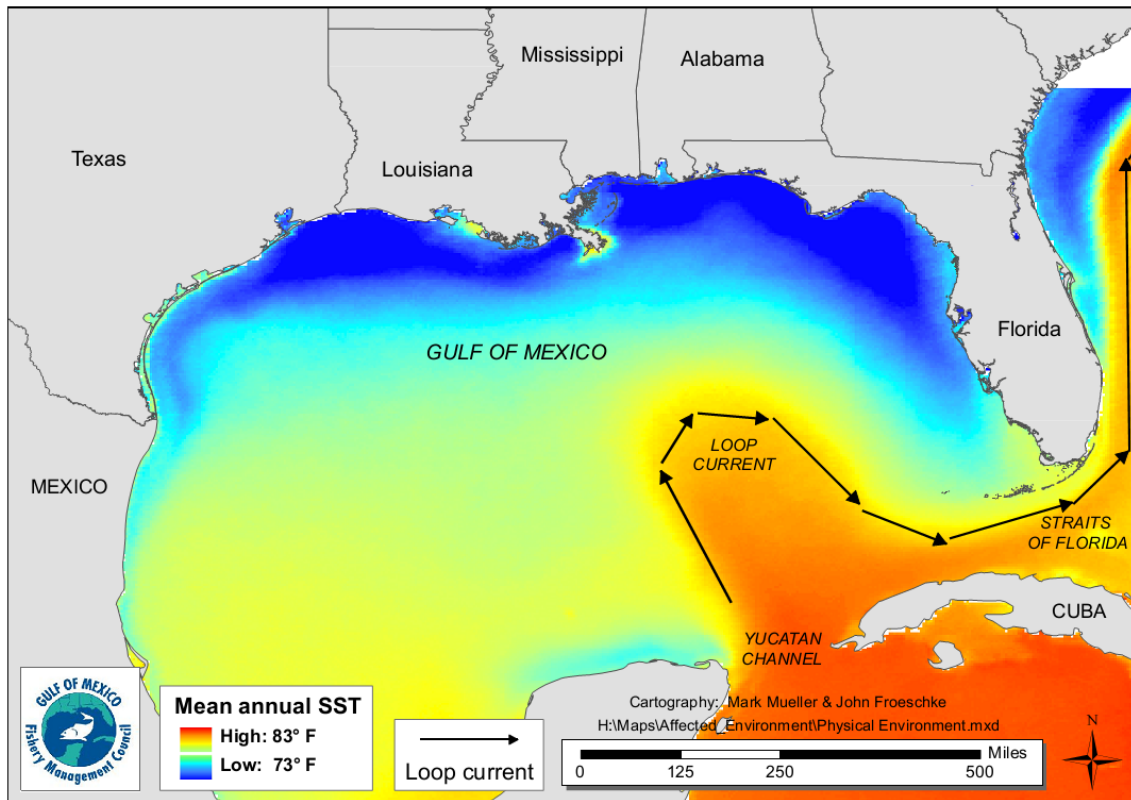 Mississippi
Alabama
Texas
Louisiana
Florida
GULF OF MEXICO
LOOP
CURRENT
MEXICO
STRAITS
OF FLORIDA
CUBA
YUCATAN
CHANNEL
GULF OF MEXICO
Fishery Management Council
Mean annual SST
High: 83° F
Low: 73° F
Loop current
Cartography: Mark Mueller & John Froeschke
H:\Maps\Affected_Environment\Physical Environment.mxd
Miles
0 125 250 500
N